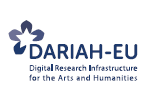 DARIAH-EU
Digital Research Infrastructure
for the Arts and Humanities